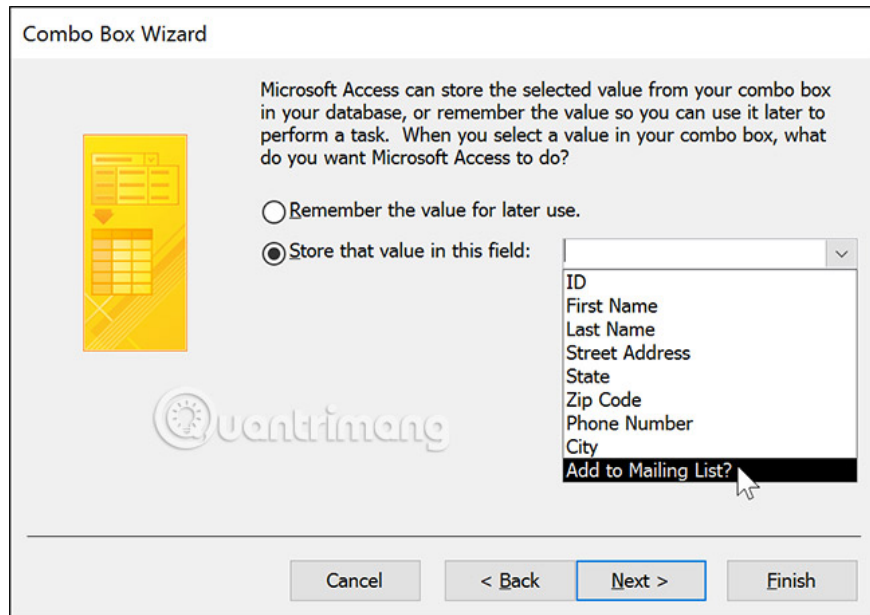 Combo Box Wizard
Microsoft Access can store the selected value from your combo box
in your database, or remember the value so you can use it later to
perform a task.  When you select a value in your combo box, what
do you want Microsoft Access to do?
Remember the value for later use.
Store that value in this field:
ID
First Name
Last Name
Street Address
State
Zip Code
Phone Number
City
Add to Mailing List?
Quantrimang
Cancel
< Back
Next >
Finish